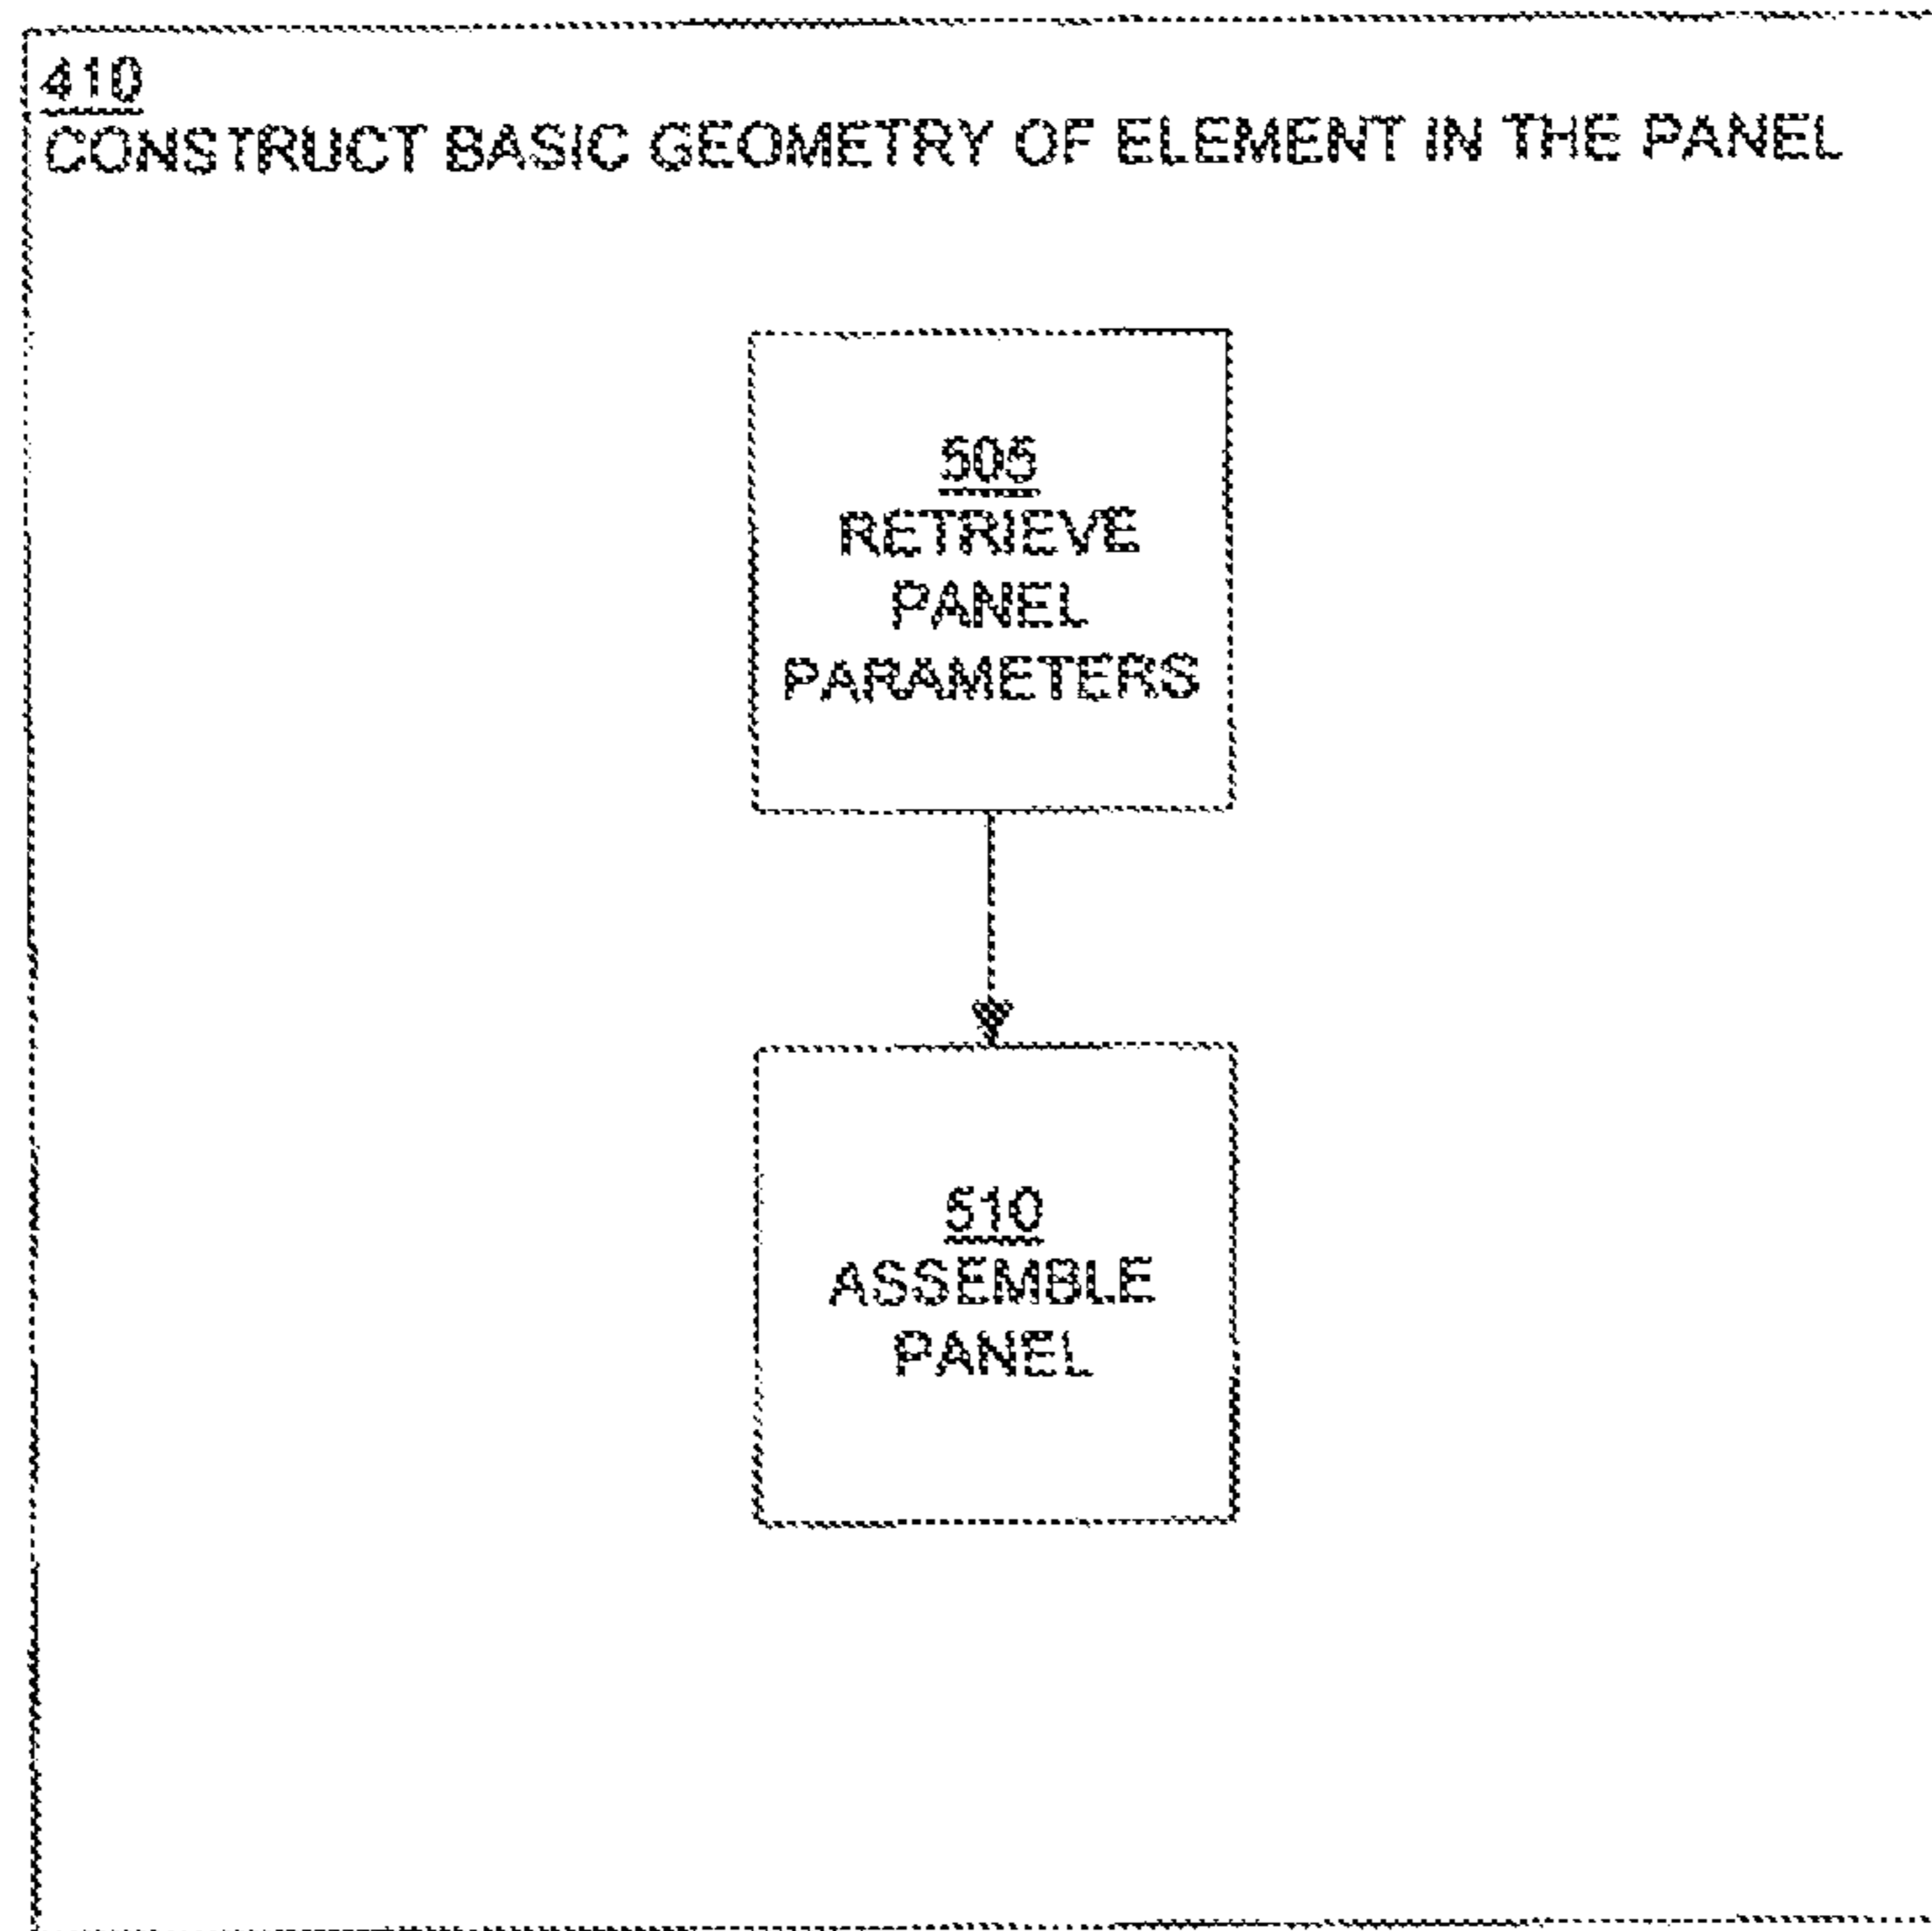 410
CONSTRUCT BASIC GEOMETRY OF ELEMENT IN THE PANEL
505
RETRIEVE
PANEL
PARAMETERS
510
ASSEMBLE
PANEL